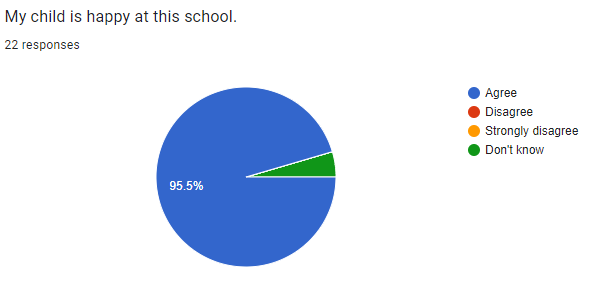 My child is happy at this school.
22 responses
Agree
Disagree
Strongly disagree
Don't know
95.5%